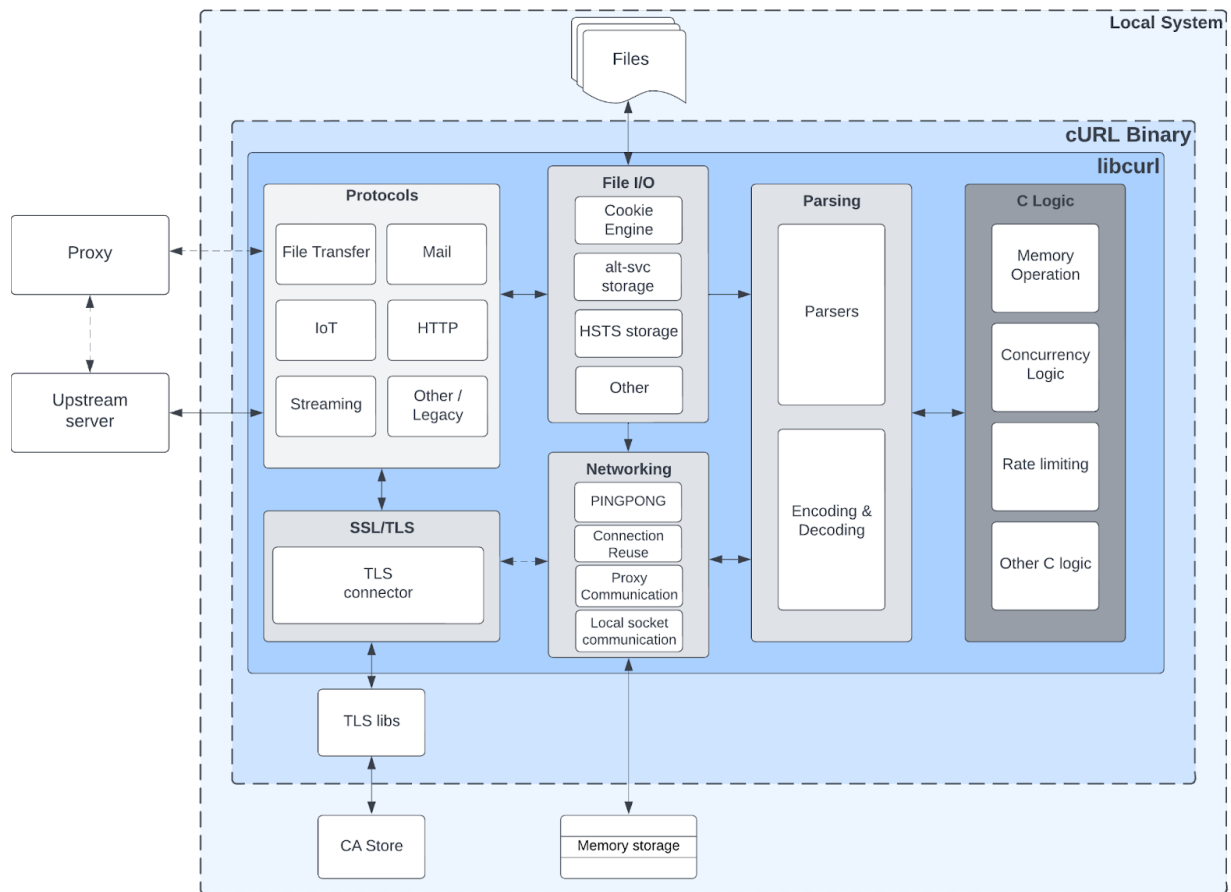 Local System
Files
cURL Binary
libcurl
Protocols
File Transfer
Mail
IoT
HTTP
Streaming
Other /
Legacy
File I/O
Cookie
Engine
alt-svc
storage
HSTS storage
Other
Parsing
Parsers
Encoding &
Decoding
C Logic
Memory
Operation
Concurrency
Logic
Rate limiting
Other C logic
Proxy
Upstream
server
SSL/TLS
TLS
connector
Networking
PINGPONG
Connection
Reuse
Proxy
Communication
Local socket
communication
TLS libs
CA Store
Memory storage